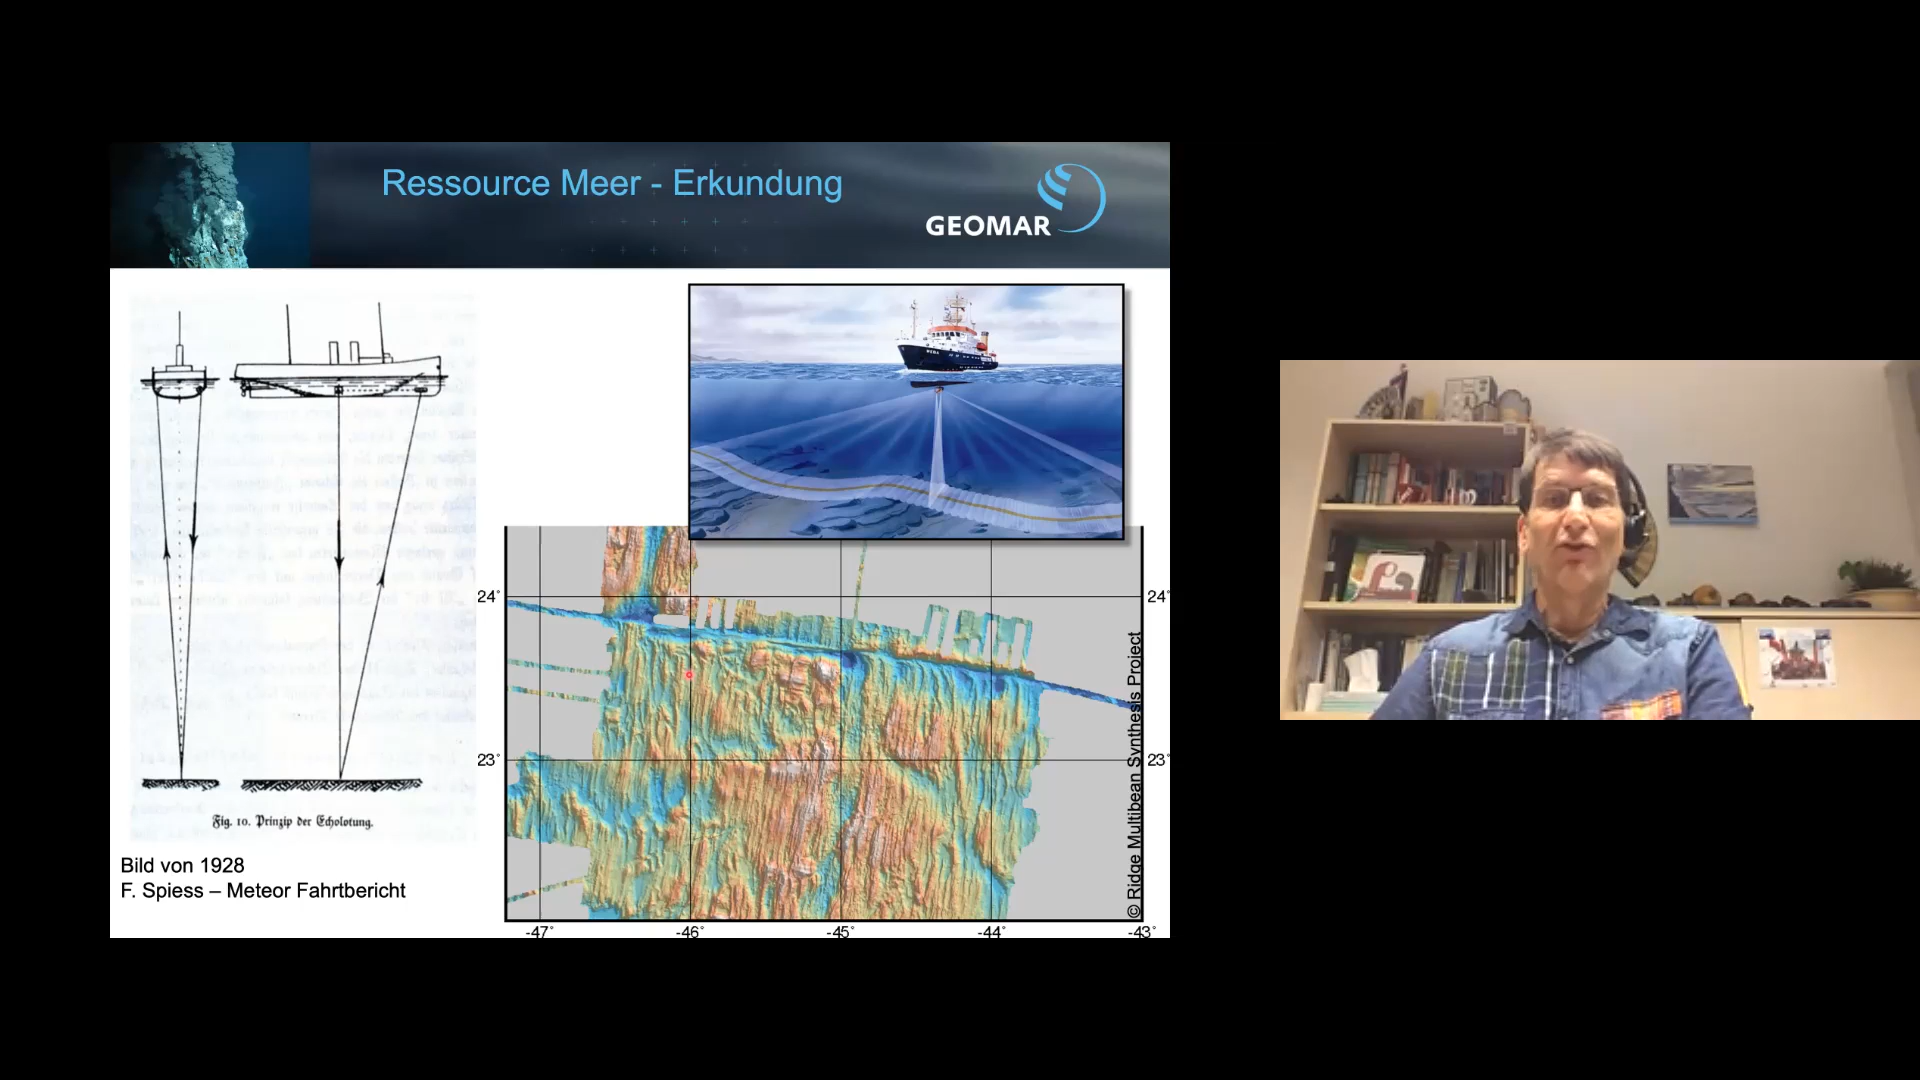 Ressource Meer - Erkundung
GEOMAR
Fig. 10. Prinzip der Echolotung.
Bild von 1928
F. Spiess – Meteor Fahrtbericht
24°
24°
23°
23°
-47°
-46°
-45°
-44°
-43°
© Ridge Multibean Synthesis Project